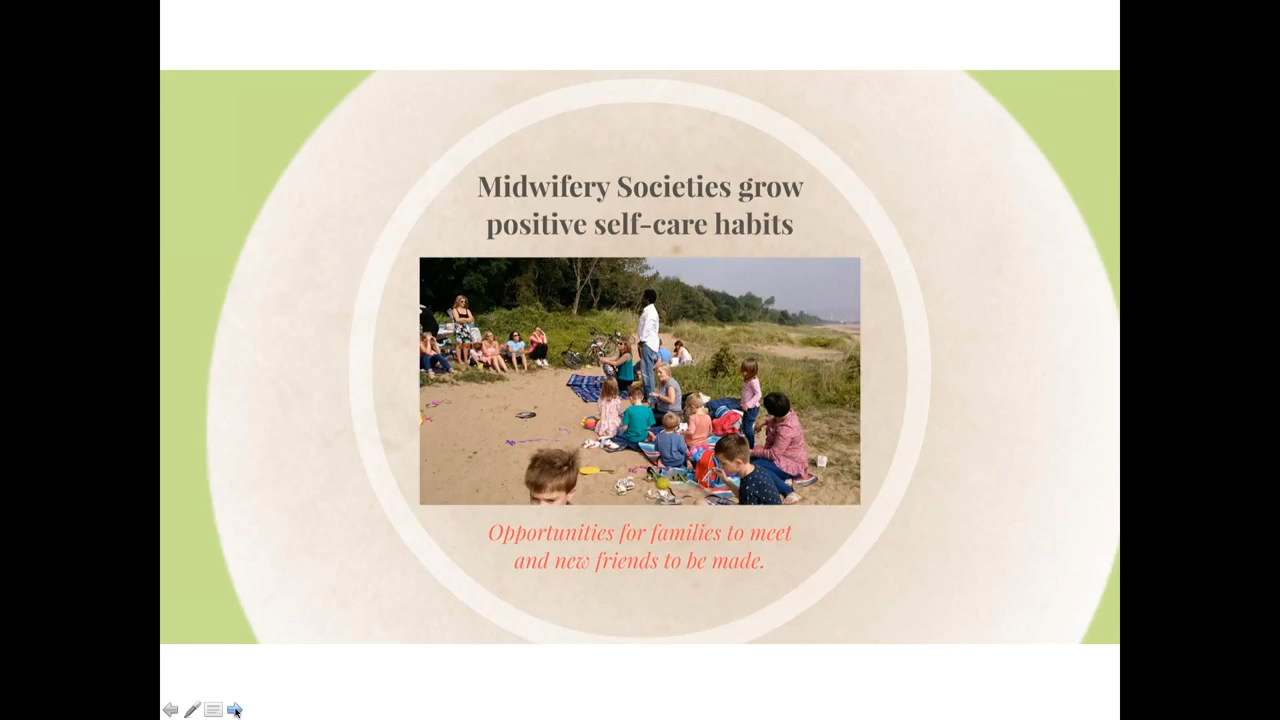 Midwifery Societies grow
positive self-care habits
Opportunities for families to meet
and new friends to be made.